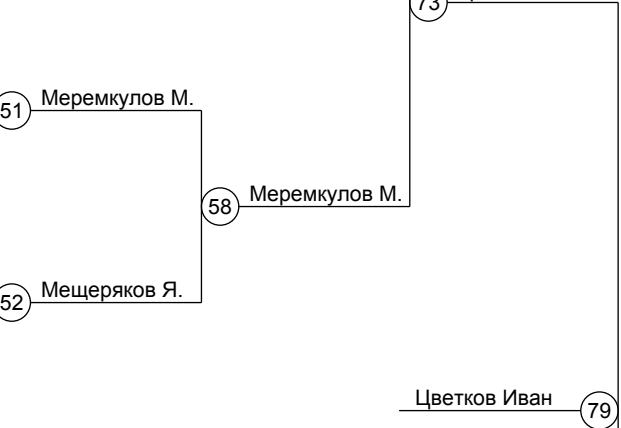 73
51 Меремкулов М.
58 Меремкулов М.
52 Мещеряков Я.
Цветков Иван 79